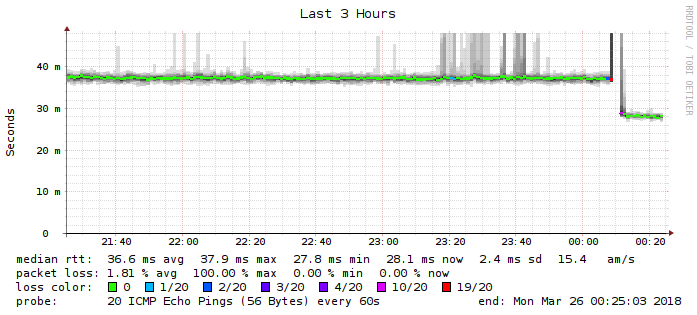 Last 3 Hours
RRDTOOL / TOBI OETIKER
Seconds
40 m
30 m
20 m
10 m
0
21:40 22:00 22:20 22:40 23:00 23:20 23:40 00:00 00:20
median rtt: 36.6 ms avg 37.9 ms max 27.8 ms min 28.1 ms now 2.4 ms sd 15.4 am/s
packet loss: 1.81 % avg 100.00 % max 0.00 % min 0.00 % now
loss color: 0 1/20 2/20 3/20 4/20 10/20 19/20
probe: 20 ICMP Echo Pings (56 Bytes) every 60s end: Mon Mar 26 00:25:03 2018